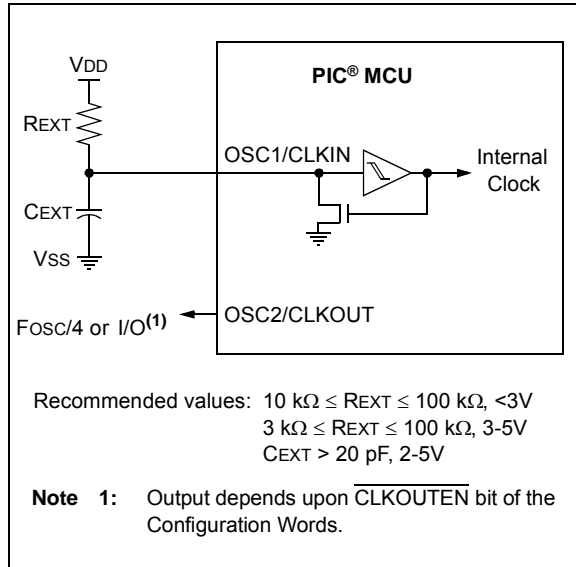 VDD
PIC® MCU
REXT
OSC1/CLKIN
Internal
Clock
CEXT
VSS
FOSC/4 or I/O(1)
OSC2/CLKOUT
Recommended values: 10 kΩ ≤ REXT ≤ 100 kΩ, <3V
3 kΩ ≤ REXT ≤ 100 kΩ, 3-5V
CEXT > 20 pF, 2-5V
Note 1: Output depends upon CLKOUTEN bit of the
Configuration Words.